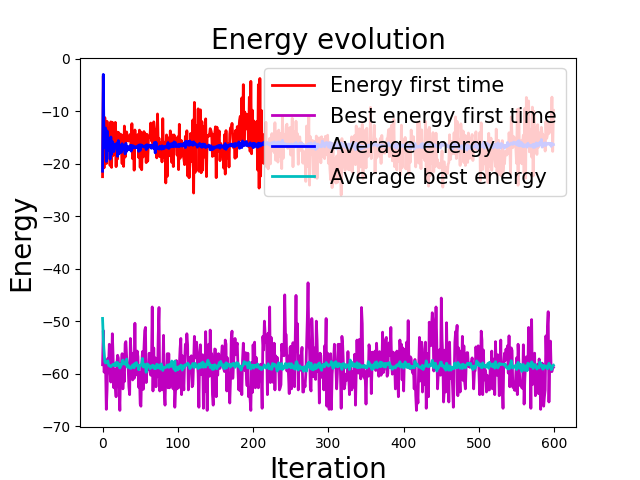 Energy evolution
Energy first time
Best energy first time
Average energy
Average best energy
Energy
0
−10
−20
−30
−40
−50
−60
−70
0 100 200 300 400 500 600
Iteration